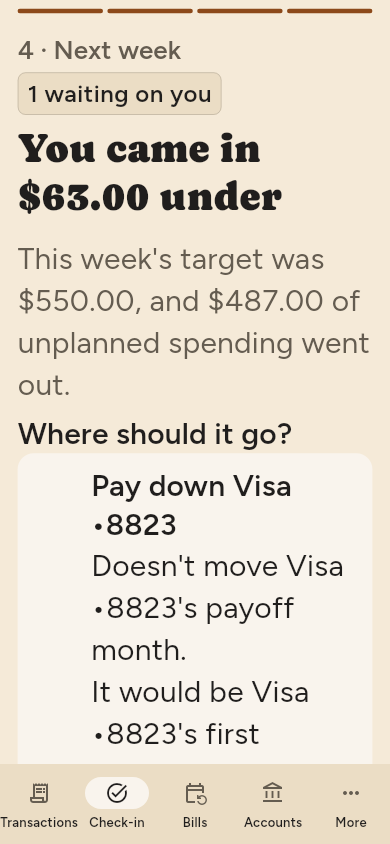 4 · Next week
1 waiting on you
You came in
$63.00 under
This week's target was
$550.00, and $487.00 of
unplanned spending went
out.
Where should it go?
Pay down Visa
•8823
Doesn't move Visa
•8823's payoff
month.
It would be Visa
•8823's first
Transactions
Check-in
Bills
Accounts
More